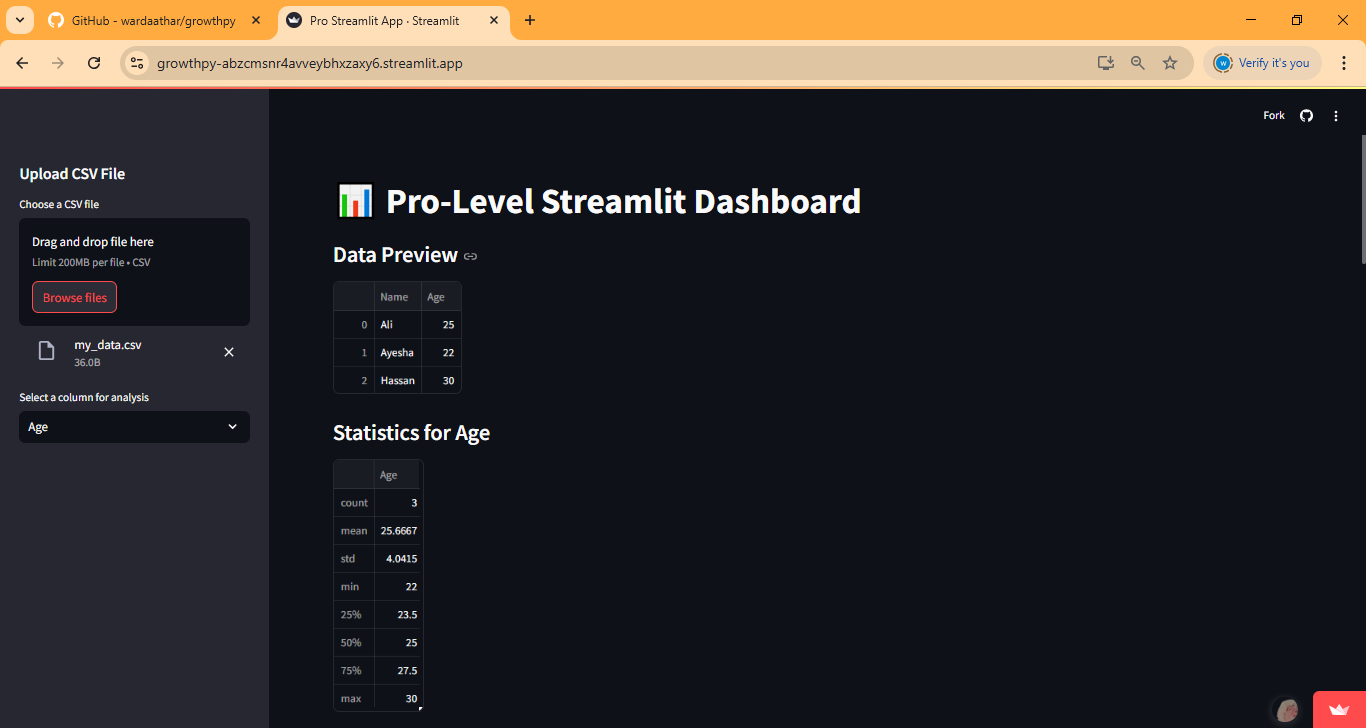 GitHub - wardaathar/growthpy
Pro Streamlit App · Streamlit
growthpy-abzcmsnr4avveybhxzaxy6.streamlit.app
w
Verify it's you
Fork
Upload CSV File
Choose a CSV file
Drag and drop file here
Limit 200MB per file • CSV
Browse files
my_data.csv
36.0B
Select a column for analysis
Age
Pro-Level Streamlit Dashboard
Data Preview
Name Age
0 Ali 25
1 Ayesha 22
2 Hassan 30
Statistics for Age
Age
count 3
mean 25.6667
std 4.0415
min 22
25% 23.5
50% 25
75% 27.5
max 30